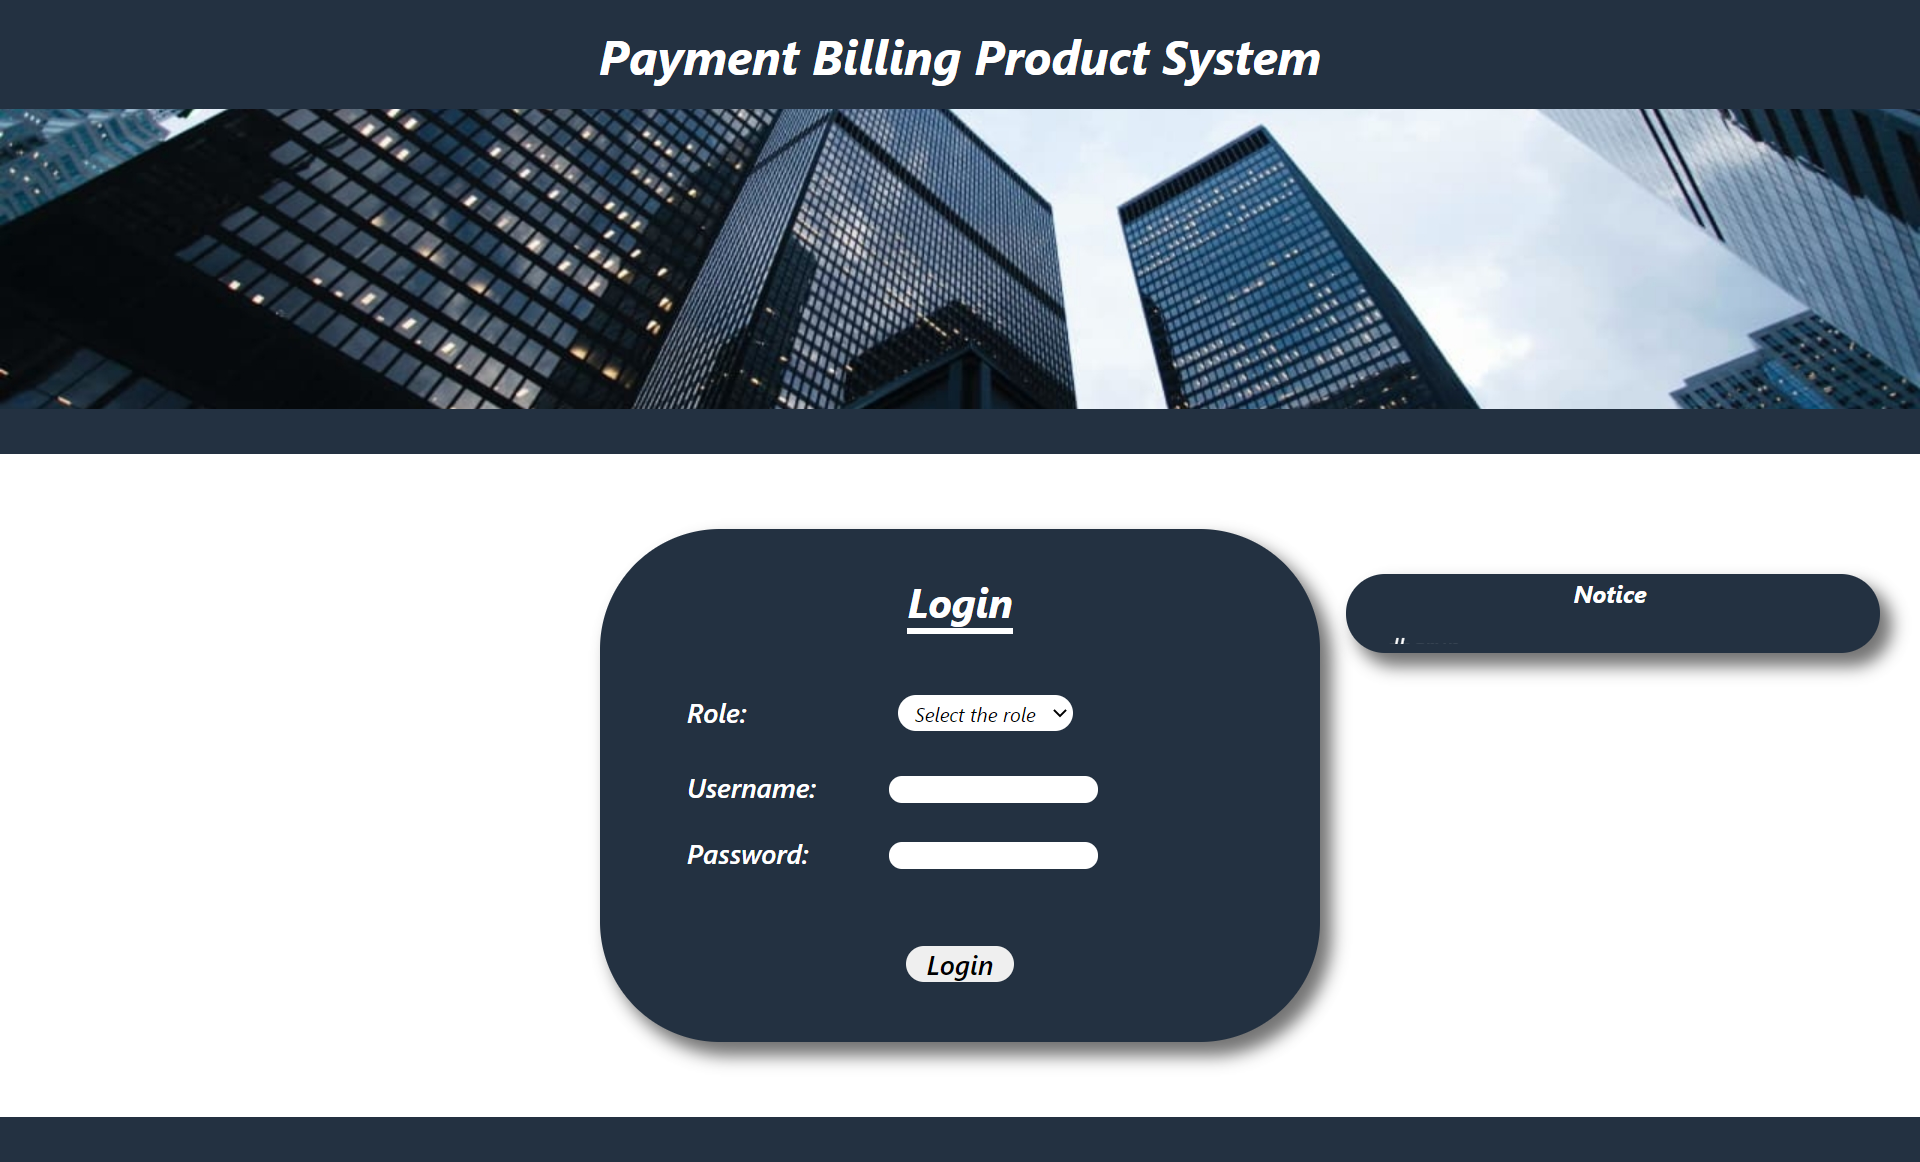 Payment Billing Product System
Login
Notice
Role:
Select the role
Username:
Password:
Login